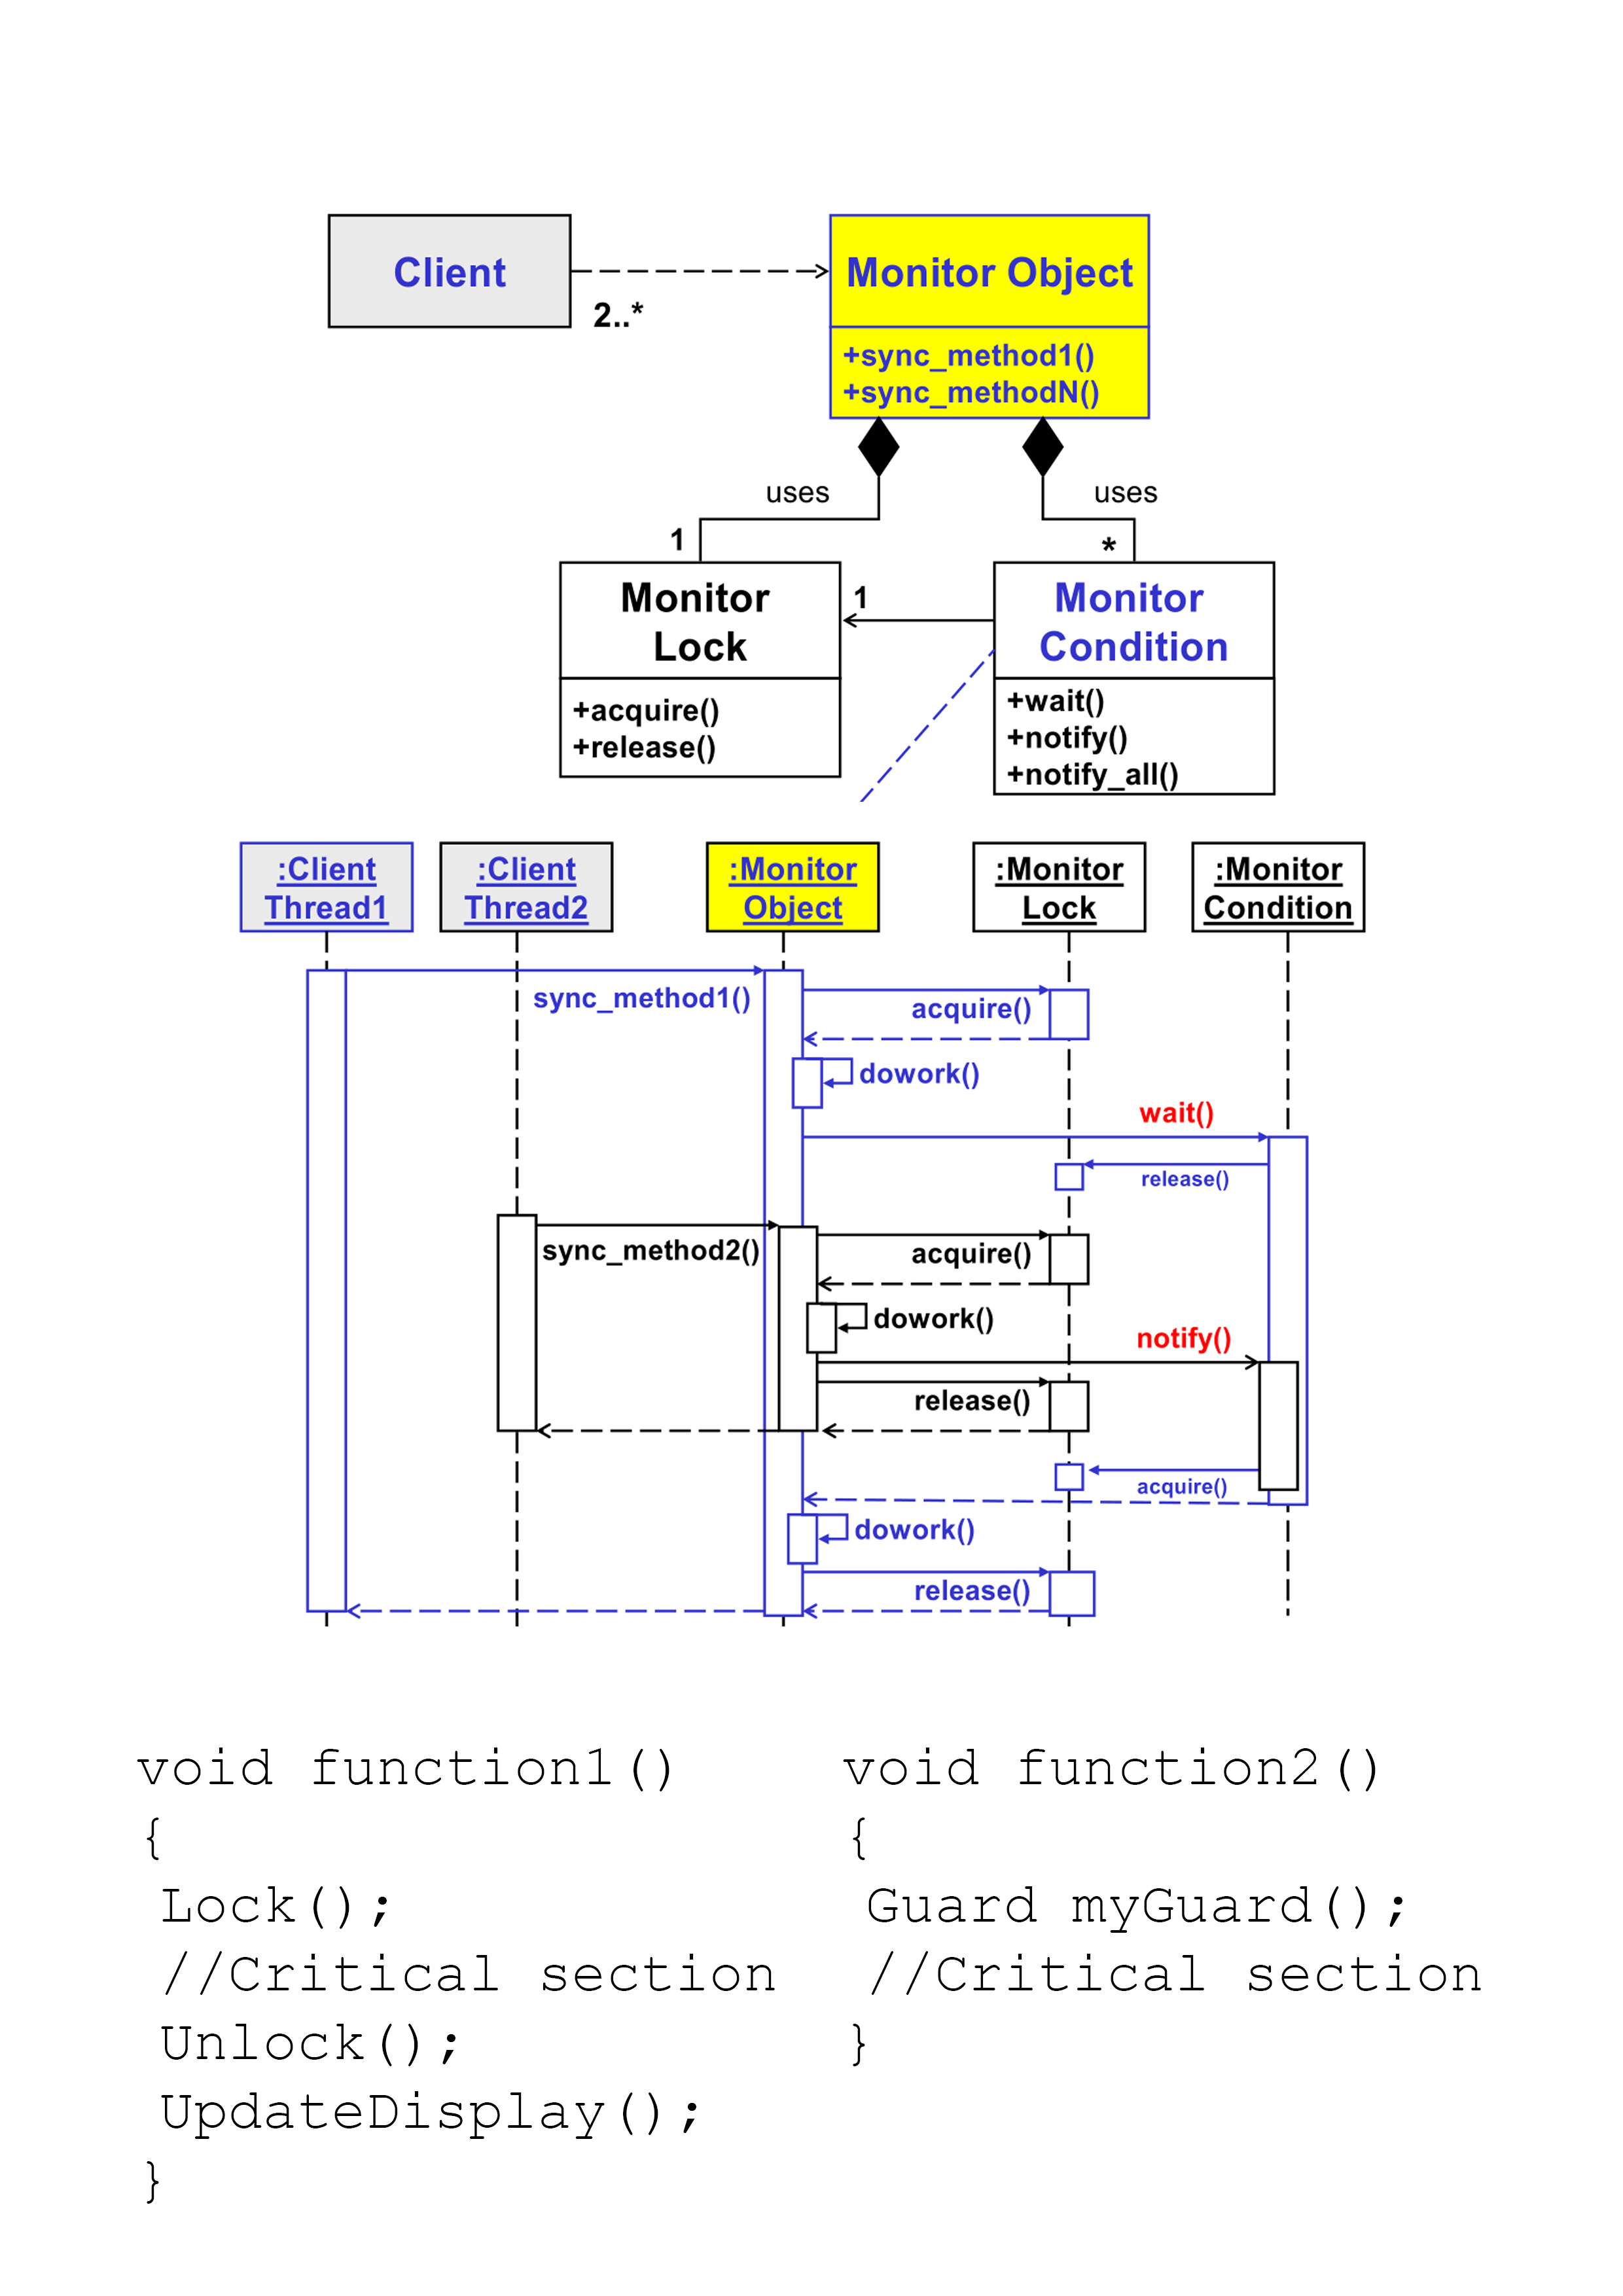 Client
2..*
Monitor Object
+sync_method1()
+sync_methodN()
uses
uses
1
*
Monitor
Lock
+acquire()
+release()
1
Monitor
Condition
+wait()
+notify()
+notify_all()
:Client
Thread1
:Client
Thread2
:Monitor
Object
:Monitor
Lock
:Monitor
Condition
sync_method1()
acquire()
dowork()
wait()
release()
sync_method2()
acquire()
dowork()
notify()
release()
acquire()
dowork()
release()
void function1()
{
Lock();
//Critical section
Unlock();
UpdateDisplay();
}
void function2()
{
Guard myGuard();
//Critical section
}